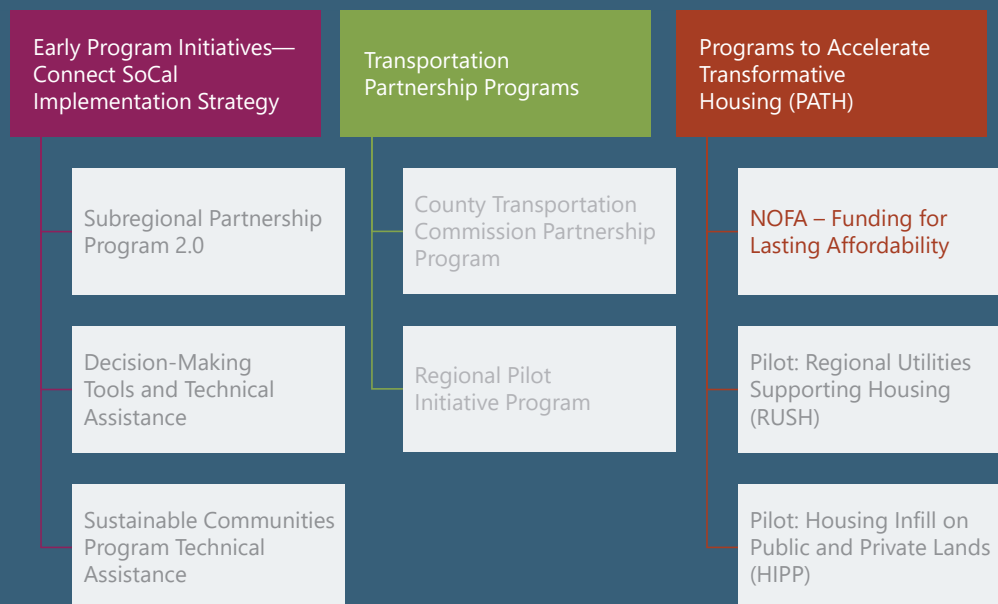 Early Program Initiatives—
Connect SoCal
Implementation Strategy
Subregional Partnership
Program 2.0
Decision-Making
Tools and Technical
Assistance
Sustainable Communities
Program Technical
Assistance
Transportation
Partnership Programs
County Transportation
Commission Partnership
Program
Regional Pilot
Initiative Program
Programs to Accelerate
Transformative
Housing (PATH)
NOFA – Funding for
Lasting Affordability
Pilot: Regional Utilities
Supporting Housing
(RUSH)
Pilot: Housing Infill on
Public and Private Lands
(HIPP)